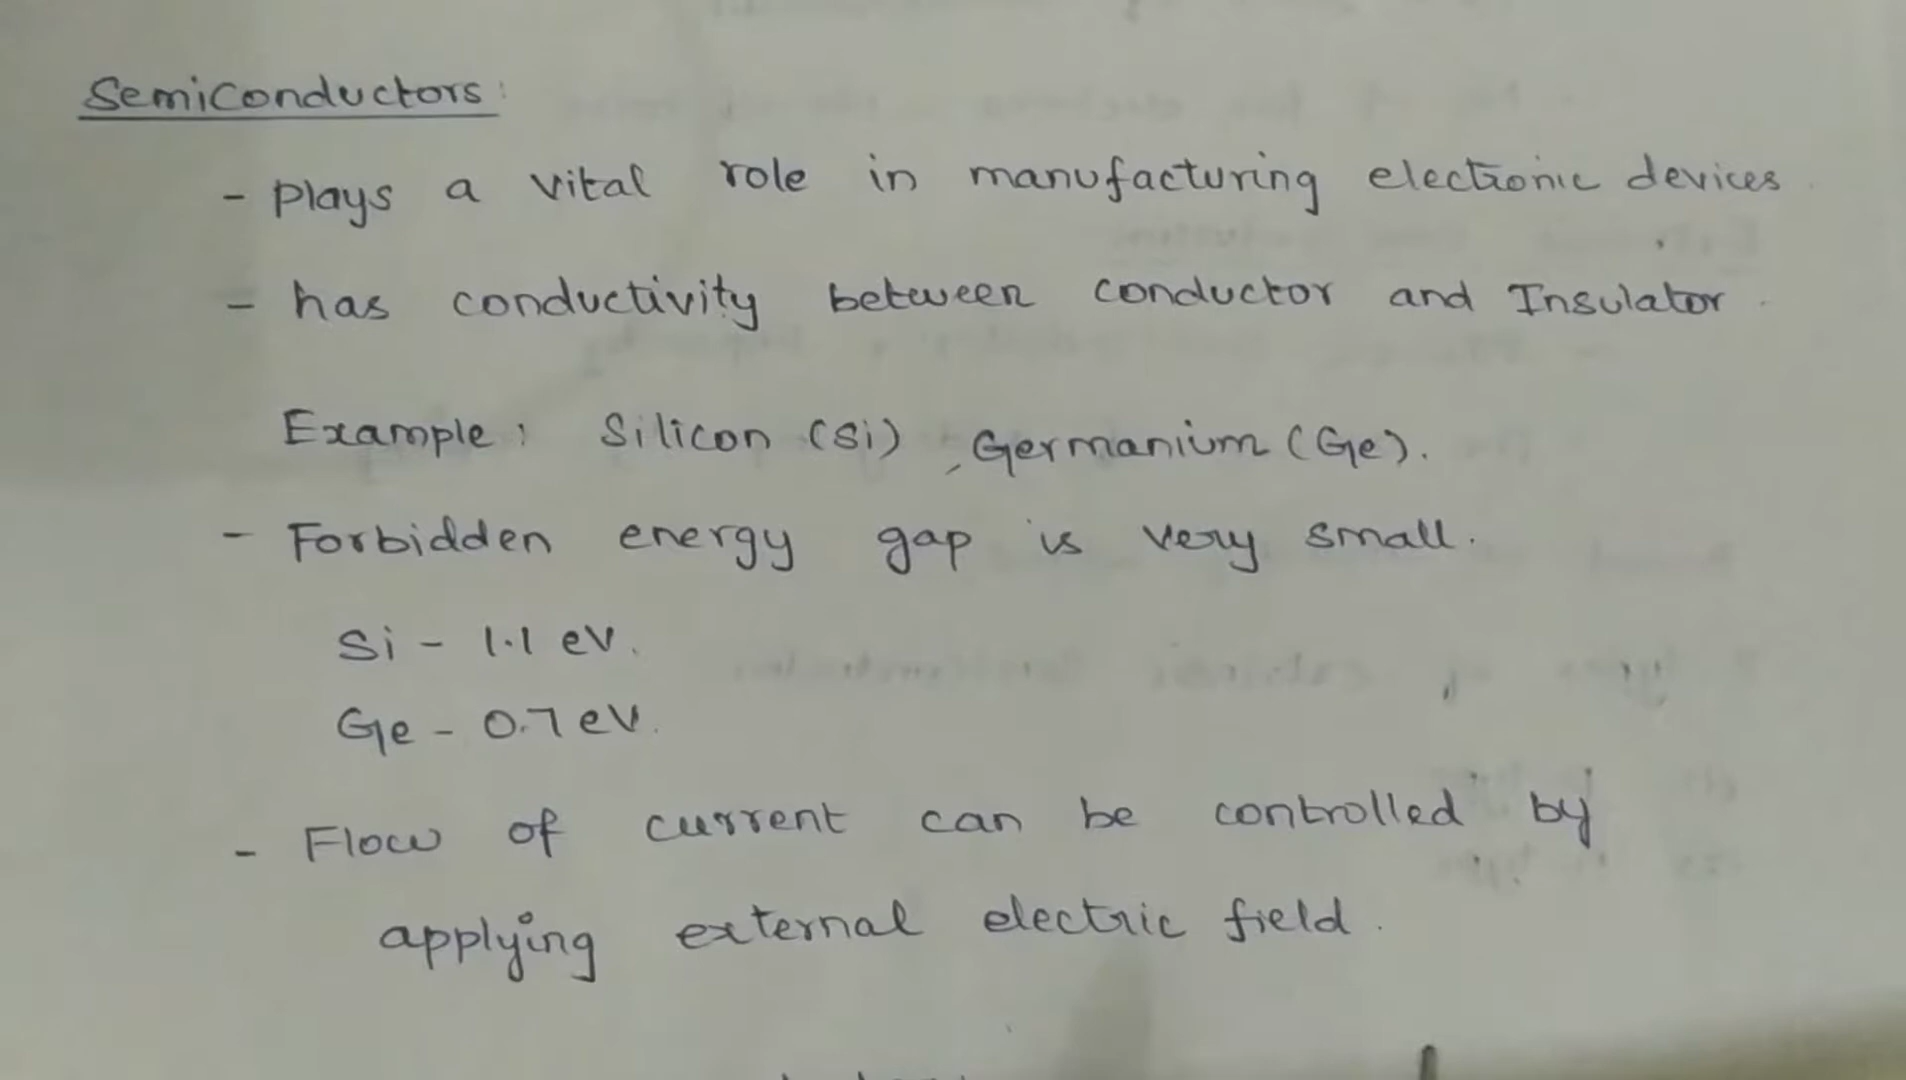 Semiconductors:
- plays a vital role in manufacturing electronic devices.
- has conductivity between conductor and Insulator.
Example: Silicon (Si), Germanium (Ge).
- Forbidden energy gap is very small.
Si - 1.1 eV.
Ge - 0.7 eV.
- Flow of current can be controlled by
applying external electric field.